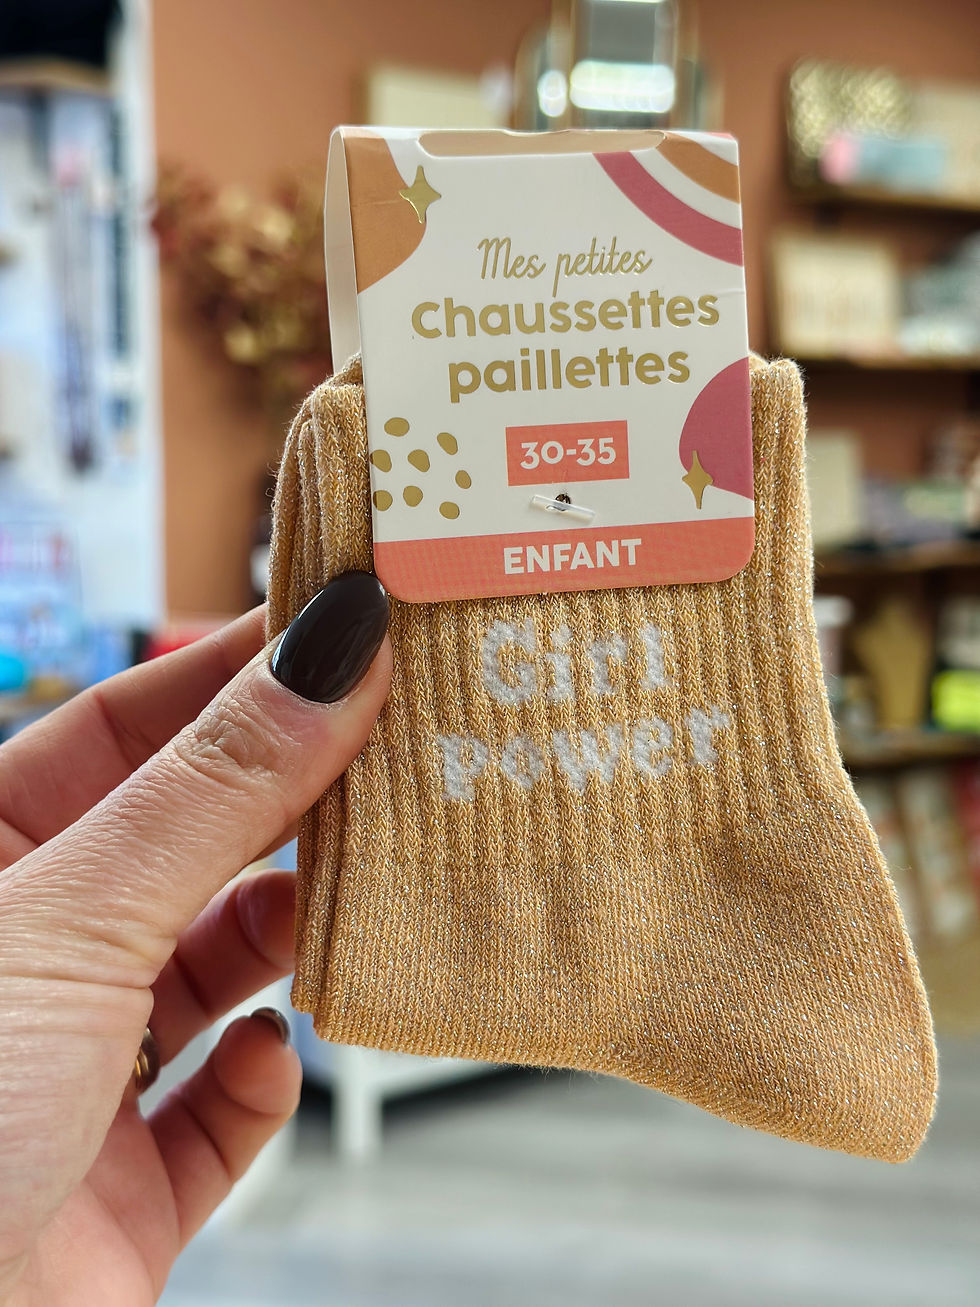 Mes petites
chaussettes
paillettes
30-35
ENFANT
Girl
power